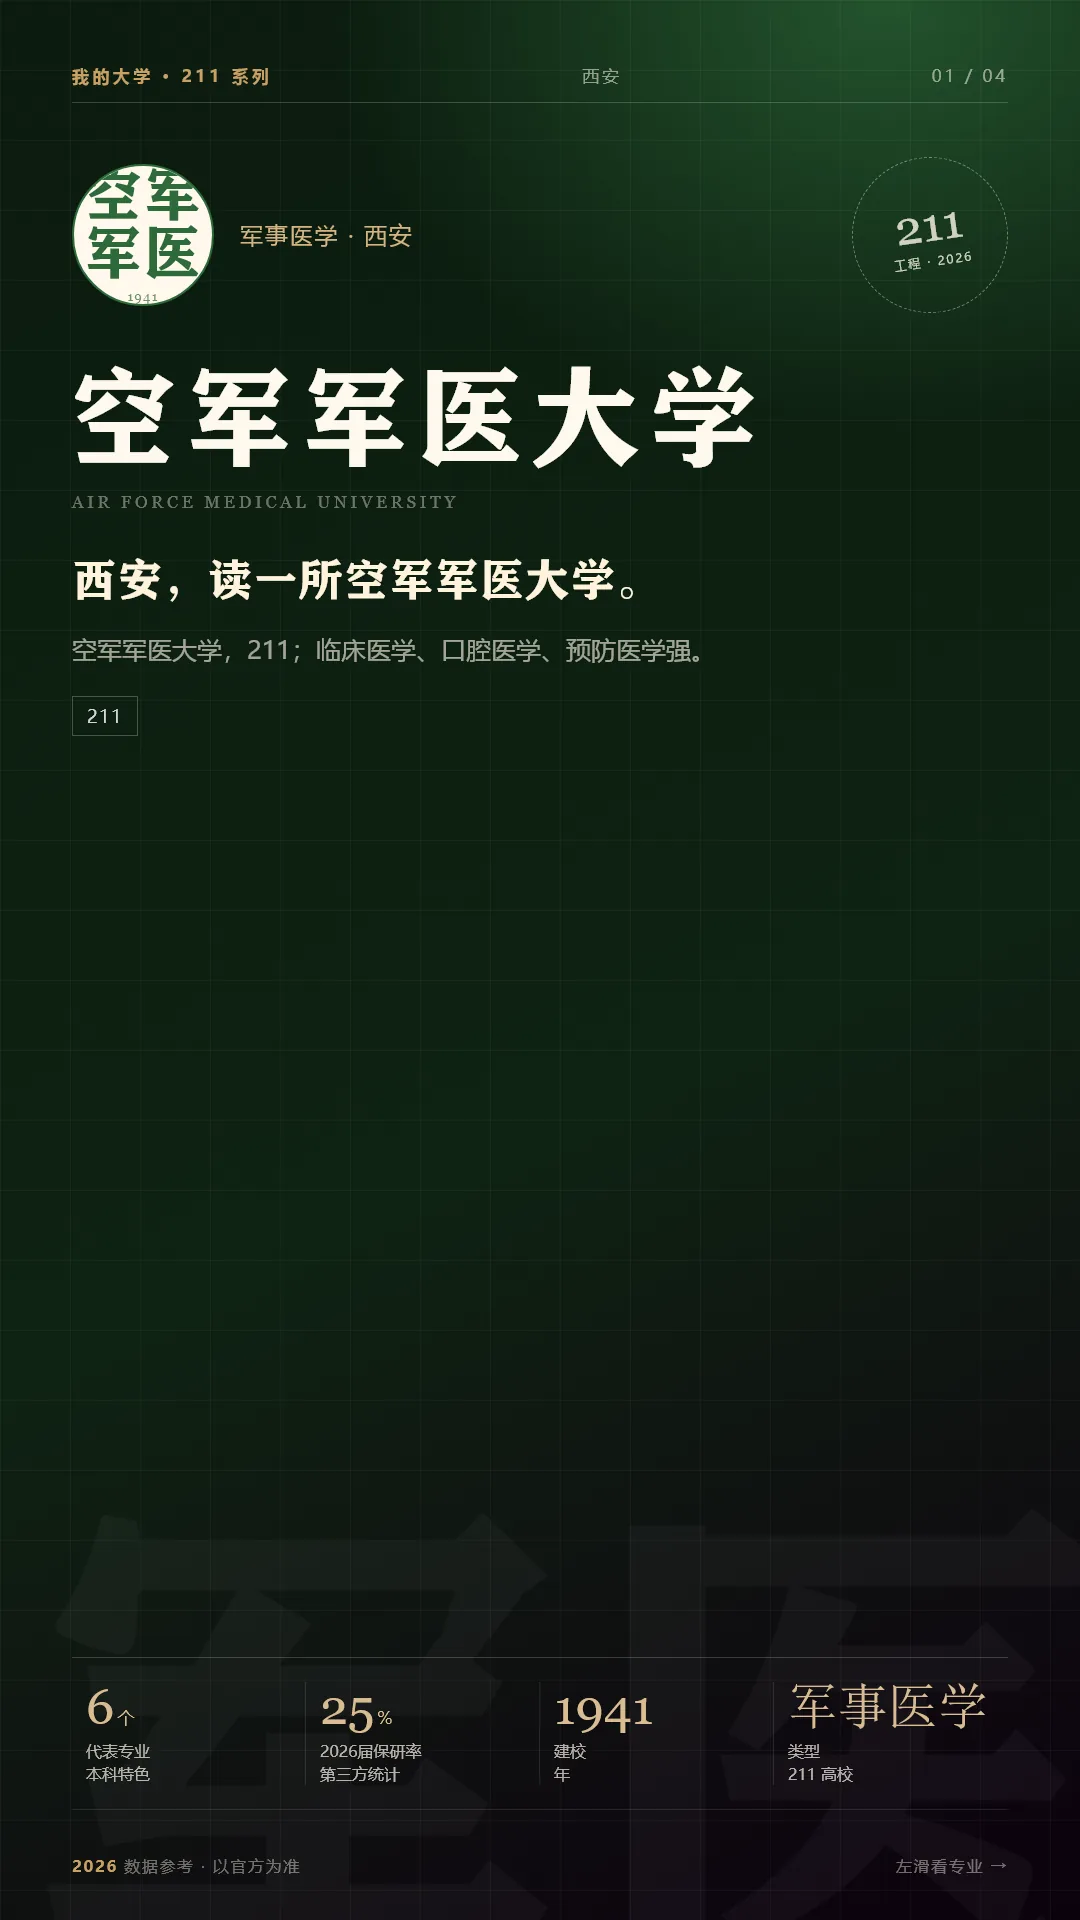 我的大学 · 211 系列
西安
01 / 04
空军
军医
1941
军事医学 · 西安
211
工程 · 2026
空军军医大学
AIR FORCE MEDICAL UNIVERSITY
西安，读一所空军军医大学。
空军军医大学，211；临床医学、口腔医学、预防医学强。
211
军医
6个
代表专业
本科特色
25%
2026届保研率
第三方统计
1941
建校
年
军事医学
类型
211 高校
2026 数据参考 · 以官方为准
左滑看专业 →